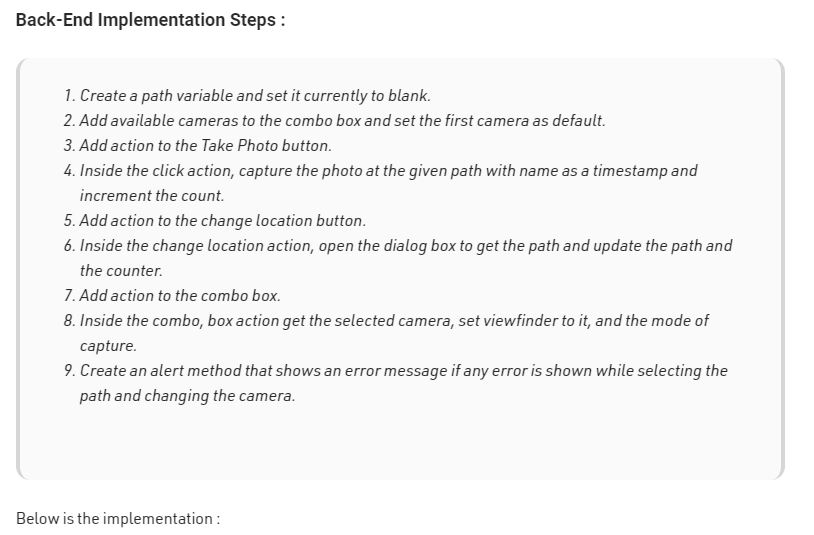 Back-End Implementation Steps :
1. Create a path variable and set it currently to blank.
2. Add available cameras to the combo box and set the first camera as default.
3. Add action to the Take Photo button.
4. Inside the click action, capture the photo at the given path with name as a timestamp and
increment the count.
5. Add action to the change location button.
6. Inside the change location action, open the dialog box to get the path and update the path and
the counter.
7. Add action to the combo box.
8. Inside the combo, box action get the selected camera, set viewfinder to it, and the mode of
capture.
9. Create an alert method that shows an error message if any error is shown while selecting the
path and changing the camera.
Below is the implementation :